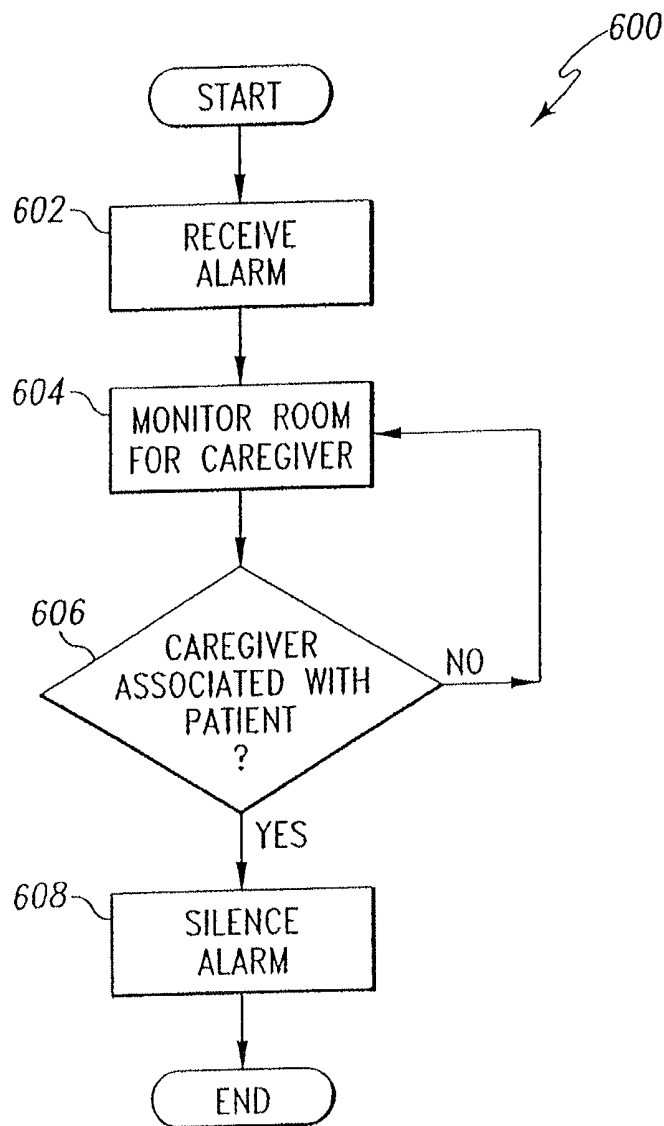 600
START
602
RECEIVE
ALARM
604
MONITOR ROOM
FOR CAREGIVER
606
CAREGIVER
ASSOCIATED WITH
PATIENT
?
NO
YES
608
SILENCE
ALARM
END